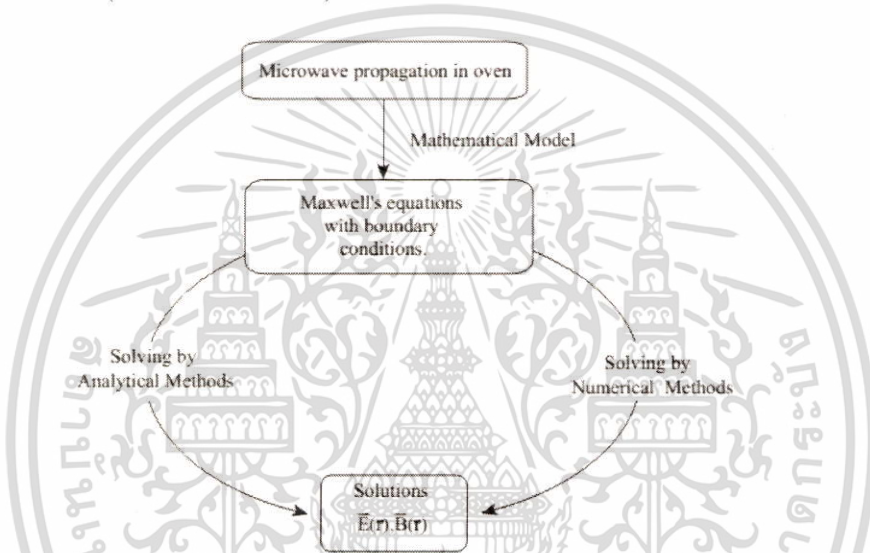 Microwave propagation in oven
Mathematical Model
Maxwell's equations
with boundary
conditions.
Solving by
Analytical Methods
Solving by
Numerical Methods
Solutions
E̅(r).B̅(r)